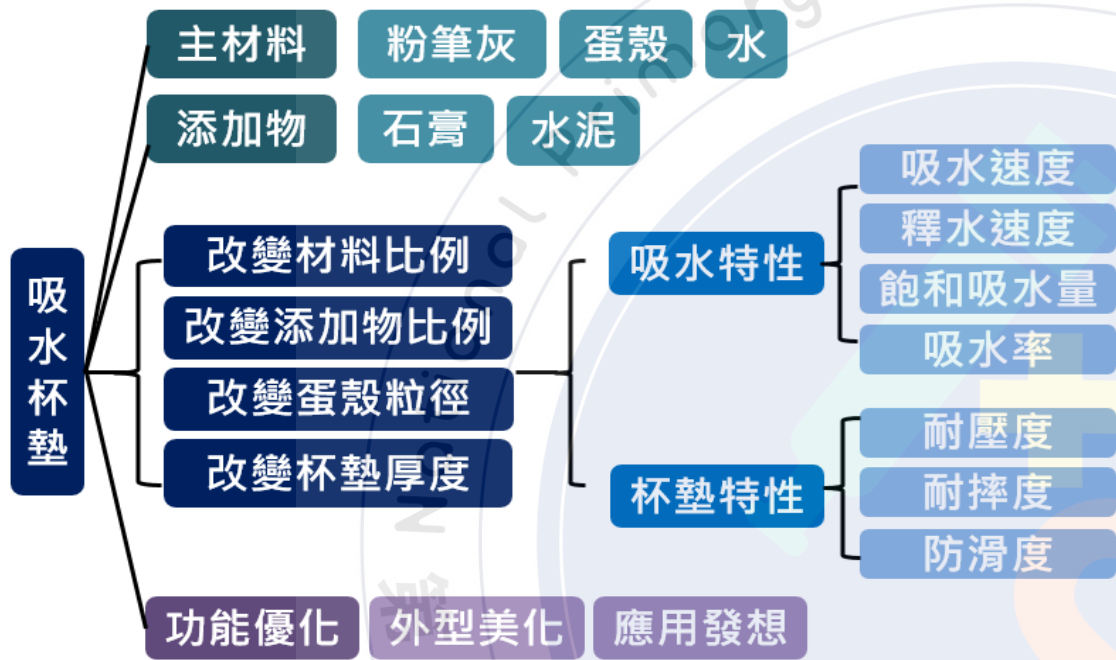 主材料 粉筆灰 蛋殼 水
添加物 石膏 水泥
吸水杯墊
改變材料比例
改變添加物比例
改變蛋殼粒徑
改變杯墊厚度
吸水特性
吸水速度
釋水速度
飽和吸水量
吸水率
杯墊特性
耐壓度
耐摔度
防滑度
功能優化 外型美化 應用發想
National Primary